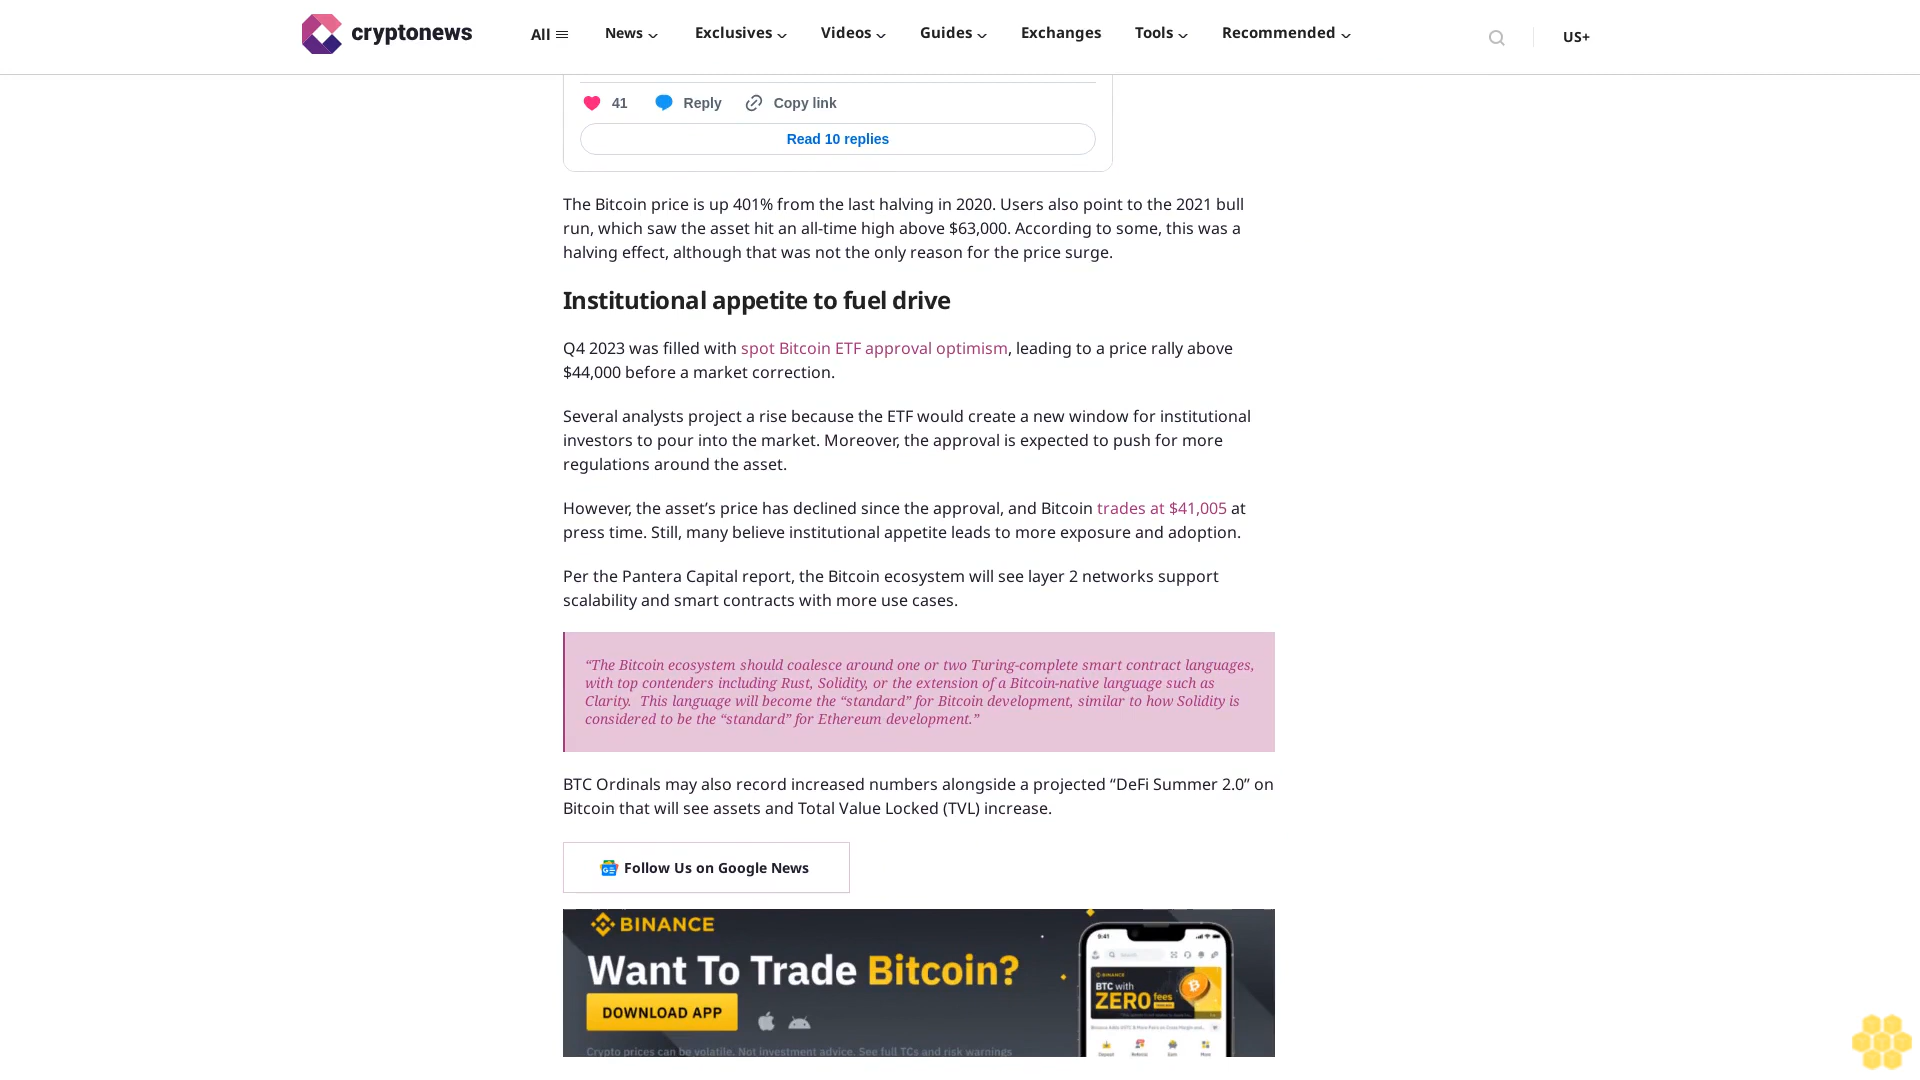 cryptonews
All
News
Exclusives
Videos
Guides
Exchanges
Tools
Recommended
US+
41
Reply
Copy link
Read 10 replies
The Bitcoin price is up 401% from the last halving in 2020. Users also point to the 2021 bull
run, which saw the asset hit an all-time high above $63,000. According to some, this was a
halving effect, although that was not the only reason for the price surge.
Institutional appetite to fuel drive
Q4 2023 was filled with spot Bitcoin ETF approval optimism, leading to a price rally above
$44,000 before a market correction.
Several analysts project a rise because the ETF would create a new window for institutional
investors to pour into the market. Moreover, the approval is expected to push for more
regulations around the asset.
However, the asset’s price has declined since the approval, and Bitcoin trades at $41,005 at
press time. Still, many believe institutional appetite leads to more exposure and adoption.
Per the Pantera Capital report, the Bitcoin ecosystem will see layer 2 networks support
scalability and smart contracts with more use cases.
“The Bitcoin ecosystem should coalesce around one or two Turing-complete smart contract languages,
with top contenders including Rust, Solidity, or the extension of a Bitcoin-native language such as
Clarity.  This language will become the “standard” for Bitcoin development, similar to how Solidity is
considered to be the “standard” for Ethereum development.”
BTC Ordinals may also record increased numbers alongside a projected “DeFi Summer 2.0” on
Bitcoin that will see assets and Total Value Locked (TVL) increase.
Follow Us on Google News
BINANCE
Want To Trade Bitcoin?
DOWNLOAD APP
Crypto prices can be volatile. Not investment advice. See full TCs and risk warnings
9:41
Search
BINANCE
BTC with
ZERO fees
Deposit
Referral
Earn
More